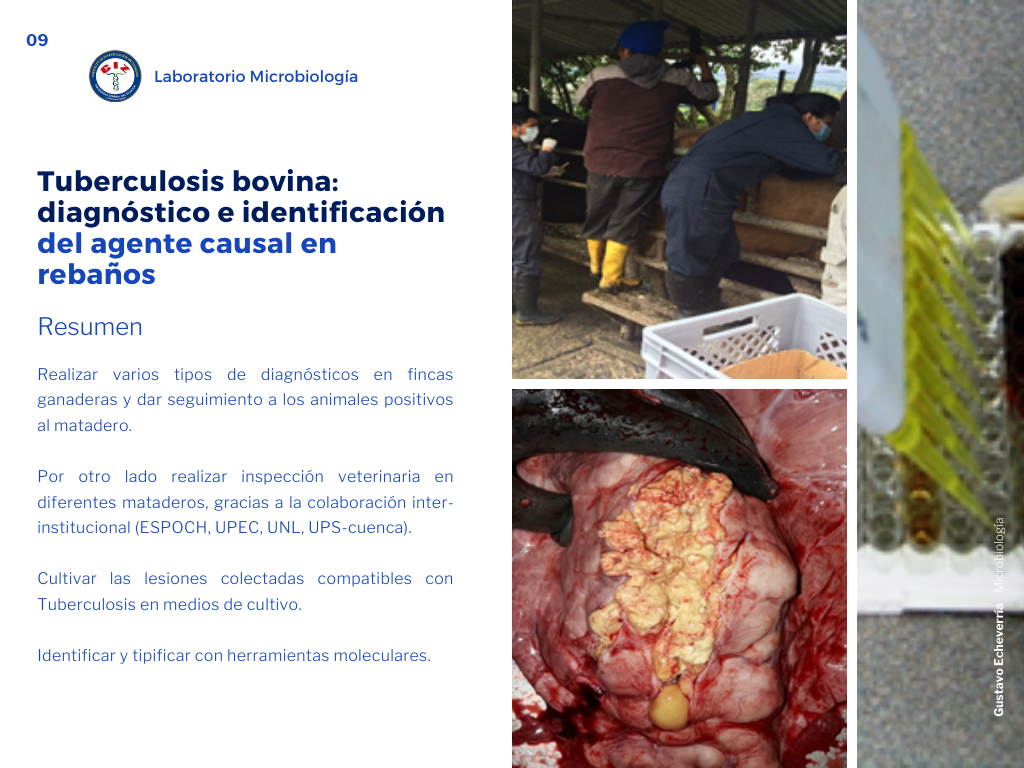 09
CIZ
Laboratorio Microbiología
Tuberculosis bovina:
diagnóstico e identificación
del agente causal en
rebaños
Resumen
Realizar varios tipos de diagnósticos en fincas
ganaderas y dar seguimiento a los animales positivos
al matadero.
Por otro lado realizar inspección veterinaria en
diferentes mataderos, gracias a la colaboración inter-
institucional (ESPOCH, UPEC, UNL, UPS-cuenca).
Cultivar las lesiones colectadas compatibles con
Tuberculosis en medios de cultivo.
Identificar y tipificar con herramientas moleculares.
Gustavo Echeverría Microbiología